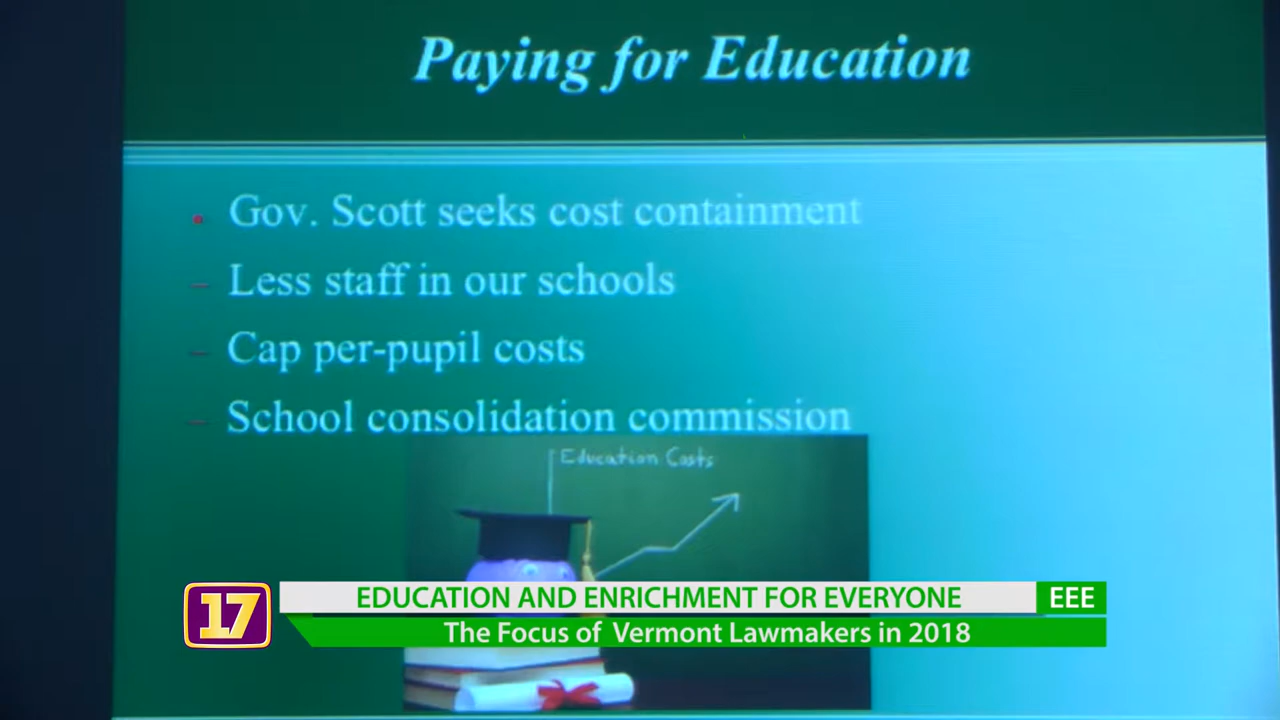 Paying for Education
Gov. Scott seeks cost containment
Less staff in our schools
Cap per-pupil costs
School consolidation commission
Education Costs
17
EDUCATION AND ENRICHMENT FOR EVERYONE
EEE
The Focus of Vermont Lawmakers in 2018